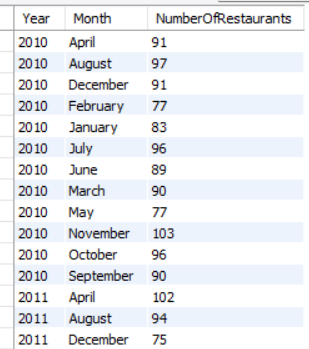 Year Month NumberOfRestaurants
2010 April 91
2010 August 97
2010 December 91
2010 February 77
2010 January 83
2010 July 96
2010 June 89
2010 March 90
2010 May 77
2010 November 103
2010 October 96
2010 September 90
2011 April 102
2011 August 94
2011 December 75